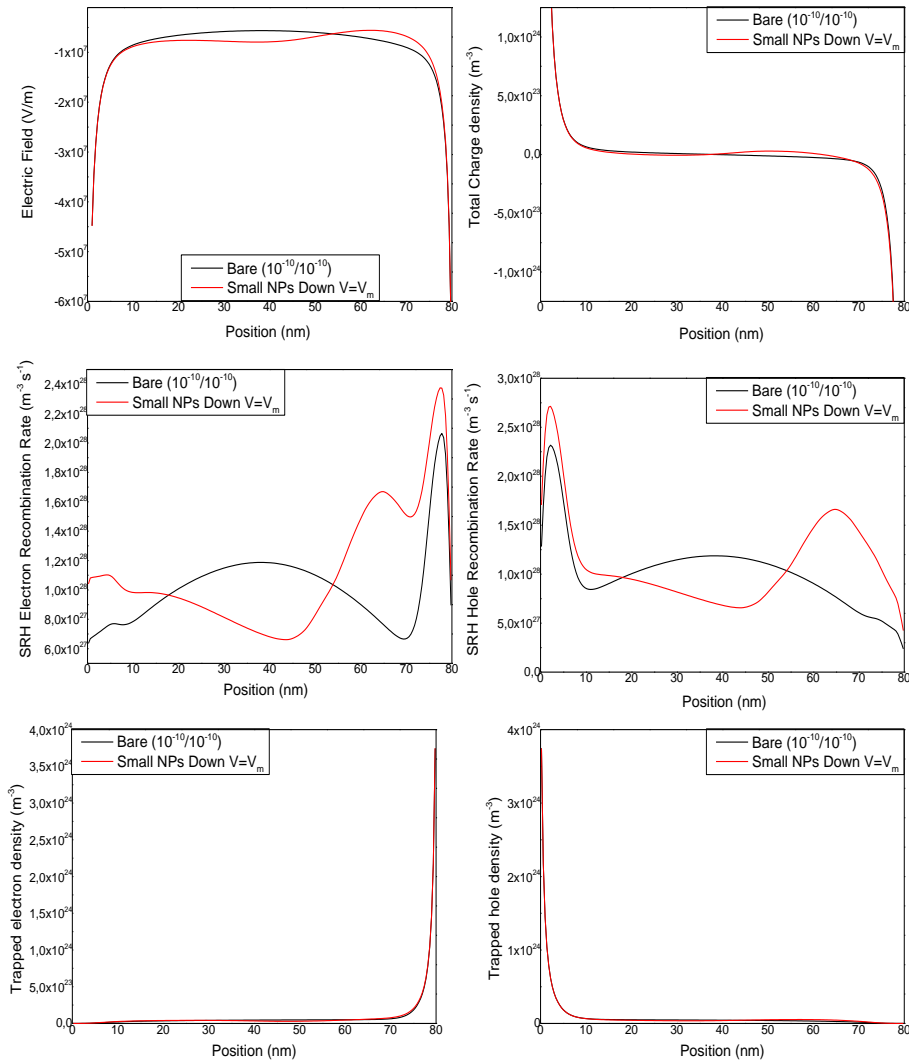 Electric Field (V/m)
-1x10⁷
-2x10⁷
-3x10⁷
-4x10⁷
-5x10⁷
-6x10⁷
Bare (10⁻¹⁰/10⁻¹⁰)
Small NPs Down V=Vₘ
0 10 20 30 40 50 60 70 80
Position (nm)
Total Charge density (m⁻³)
1,0x10²⁴
5,0x10²³
0,0
-5,0x10²³
-1,0x10²⁴
Bare (10⁻¹⁰/10⁻¹⁰)
Small NPs Down V=Vₘ
0 10 20 30 40 50 60 70 80
Position (nm)
SRH Electron Recombination Rate (m⁻³ s⁻¹)
2,4x10²⁸
2,2x10²⁸
2,0x10²⁸
1,8x10²⁸
1,6x10²⁸
1,4x10²⁸
1,2x10²⁸
1,0x10²⁸
8,0x10²⁷
6,0x10²⁷
Bare (10⁻¹⁰/10⁻¹⁰)
Small NPs Down V=Vₘ
0 10 20 30 40 50 60 70 80
Position (nm)
SRH Hole Recombination Rate (m⁻³ s⁻¹)
3,0x10²⁸
2,5x10²⁸
2,0x10²⁸
1,5x10²⁸
1,0x10²⁸
5,0x10²⁷
0,0
Bare (10⁻¹⁰/10⁻¹⁰)
Small NPs Down V=Vₘ
0 10 20 30 40 50 60 70 80
Position (nm)
Trapped electron density (m⁻³)
4,0x10²⁴
3,5x10²⁴
3,0x10²⁴
2,5x10²⁴
2,0x10²⁴
1,5x10²⁴
1,0x10²⁴
5,0x10²³
0,0
Bare (10⁻¹⁰/10⁻¹⁰)
Small NPs Down V=Vₘ
0 10 20 30 40 50 60 70 80
Position (nm)
Trapped hole density (m⁻³)
4x10²⁴
3x10²⁴
2x10²⁴
1x10²⁴
0
Bare (10⁻¹⁰/10⁻¹⁰)
Small NPs Down V=Vₘ
0 10 20 30 40 50 60 70 80
Position (nm)